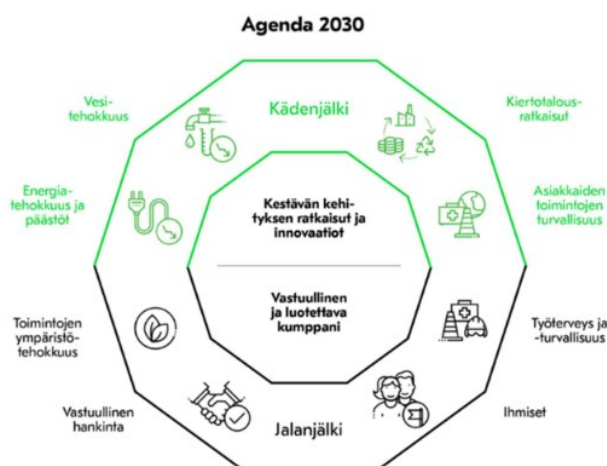 Agenda 2030
Kädenjälki
Vesi-
tehokkuus
Kiertotalous-
ratkaisut
Energia-
tehokkuus ja
päästöt
Kestävän kehi-
tyksen ratkaisut ja
innovaatiot
Asiakkaiden
toimintojen
turvallisuus
Vastuullinen
ja luotettava
kumppani
Toimintojen
ympäristö-
tehokkuus
Työterveys ja
-turvallisuus
Vastuullinen
hankinta
Jalanjälki
Ihmiset